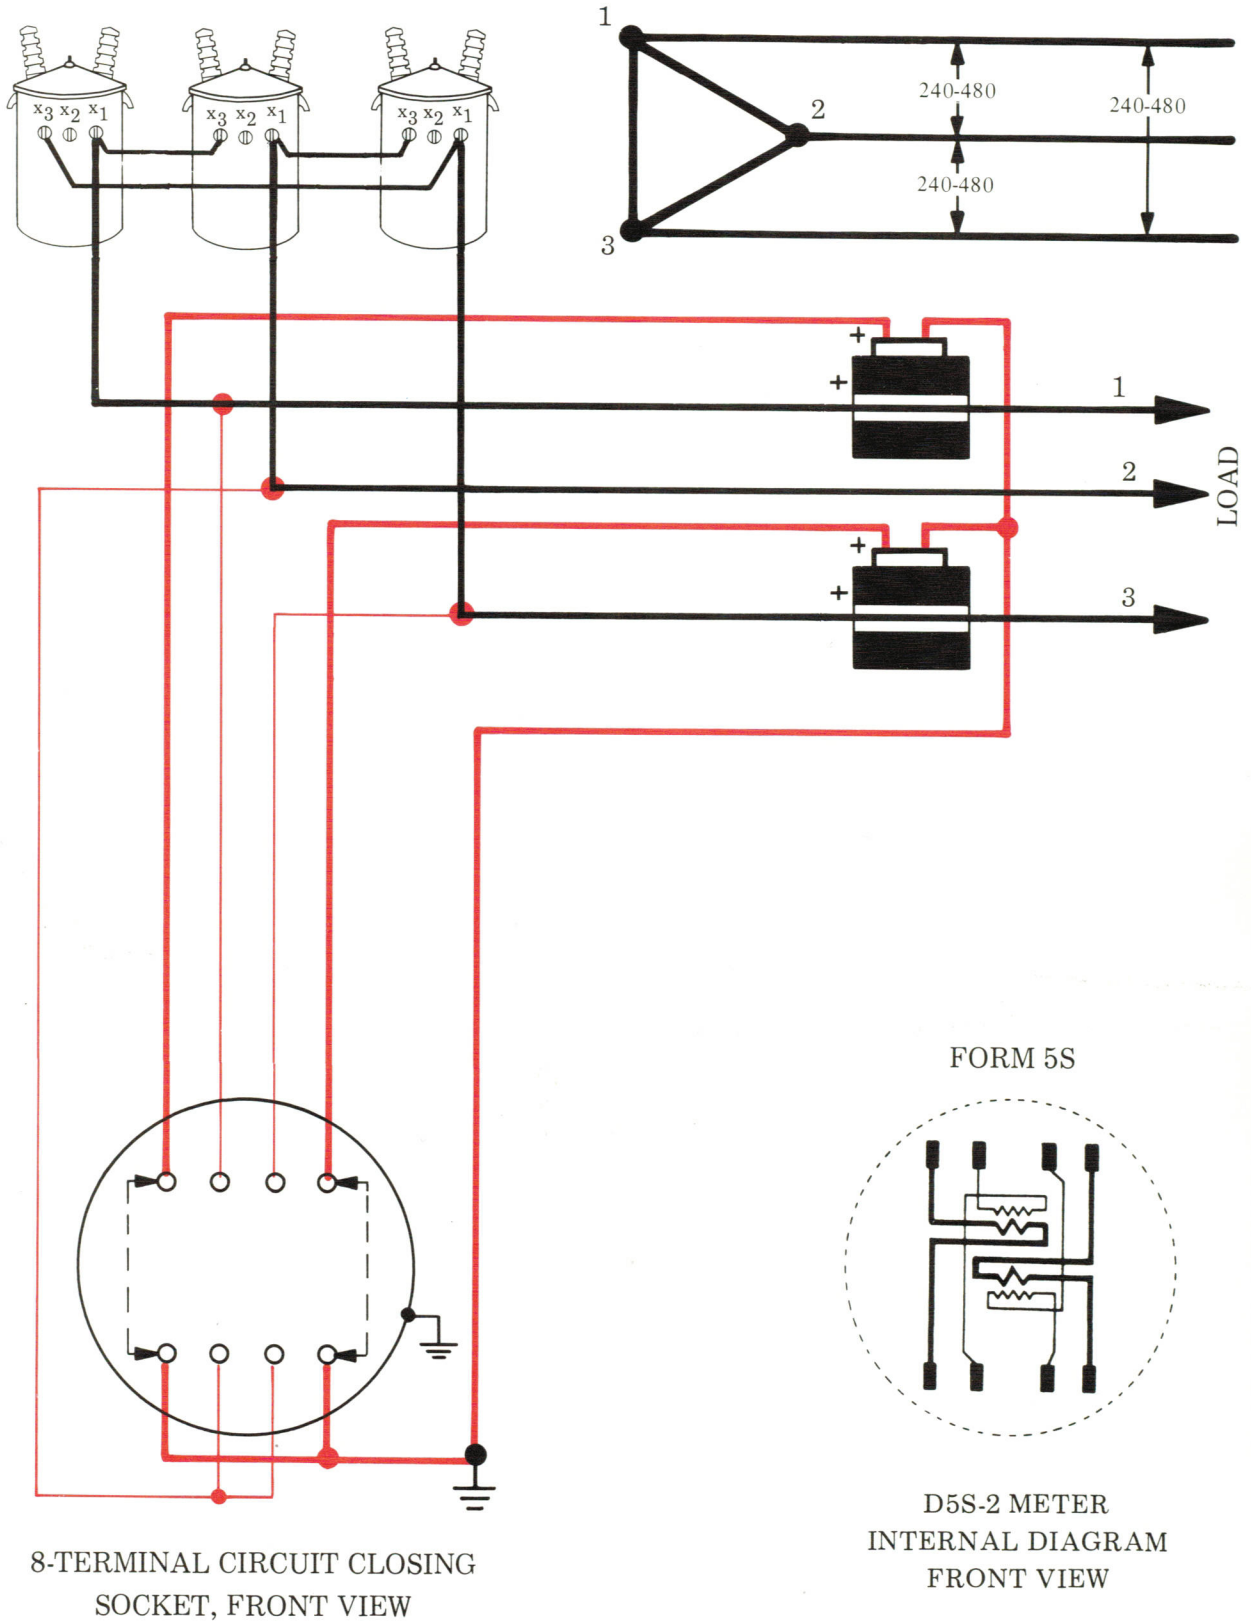 1
2
3
240-480
240-480
240-480
x3 x2 x1
x3 x2 x1
x3 x2 x1
+
+
1
2
LOAD
+
+
3
FORM 5S
8-TERMINAL CIRCUIT CLOSING
SOCKET, FRONT VIEW
D5S-2 METER
INTERNAL DIAGRAM
FRONT VIEW